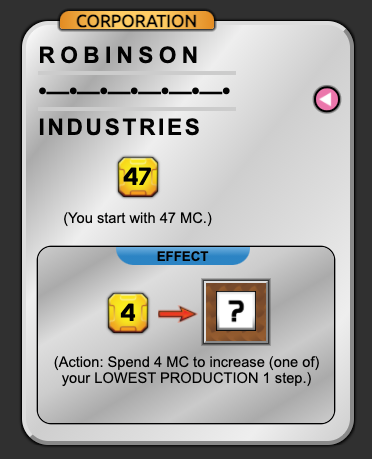 CORPORATION
ROBINSON
INDUSTRIES
47
(You start with 47 MC.)
EFFECT
4 ?
(Action: Spend 4 MC to increase (one of)
your LOWEST PRODUCTION 1 step.)